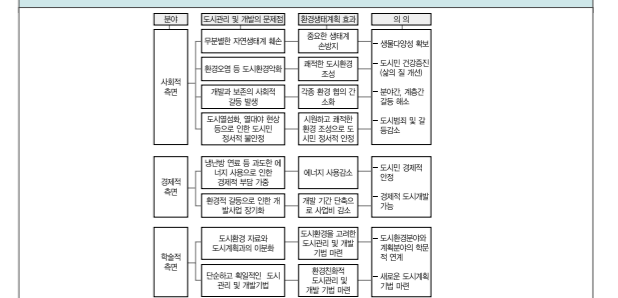 분야
도시관리 및 개발의 문제점
환경생태계획 효과
의 의
사회적
측면
무분별한 자연생태계 훼손
중요한 생태계
손방지
환경오염 등 도시환경악화
쾌적한 도시환경
조성
개발과 보존의 사회적
갈등 발생
각종 환경 협의 간
소화
도시열섬화, 열대야 현상
등으로 인한 도시민
정서적 불안정
시원하고 쾌적한
환경 조성으로 도
시민 정서적 안정
- 생물다양성 확보
- 도시민 건강증진
(삶의 질 개선)
- 분야간, 계층간
갈등 해소
- 도시범죄 및 갈
등감소
경제적
측면
냉난방 연료 등 과도한 에
너지 사용으로 인한
경제적 부담 가중
에너지 사용감소
환경적 갈등으로 인한 개
발사업 장기화
개발 기간 단축으
로 사업비 감소
- 도시민 경제적
안정
- 경제적 도시개발
가능
학술적
측면
도시환경 자료와
도시계획과의 이분화
도시환경을 고려한
도시관리 및 개발
기법 마련
단순하고 획일적인 도시
관리 및 개발기법
환경친화적
도시관리 및
개발 기법 마련
- 도시환경분야와
계획분야의 학문
적 연계
- 새로운 도시계획
기법 마련